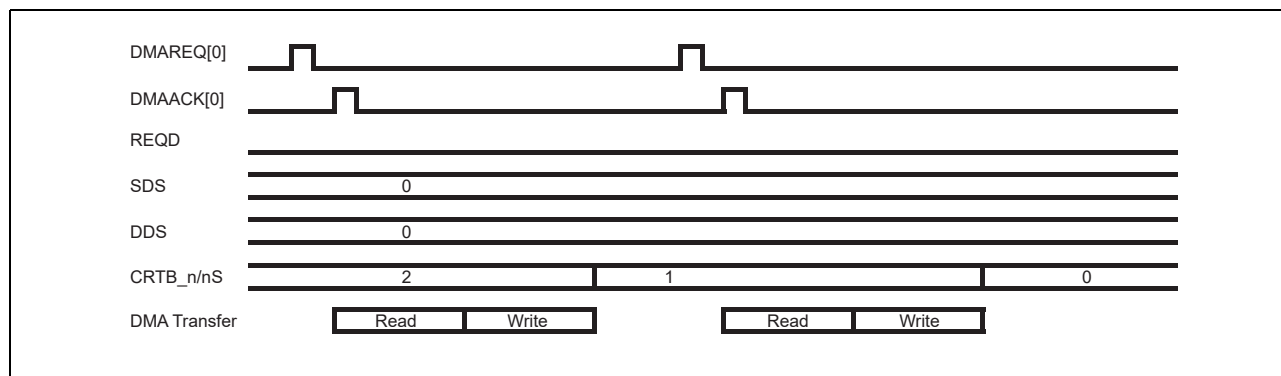 DMAREQ[0]
DMAACK[0]
REQD
SDS 0
DDS 0
CRTB_n/nS 2 1 0
DMA Transfer Read Write Read Write